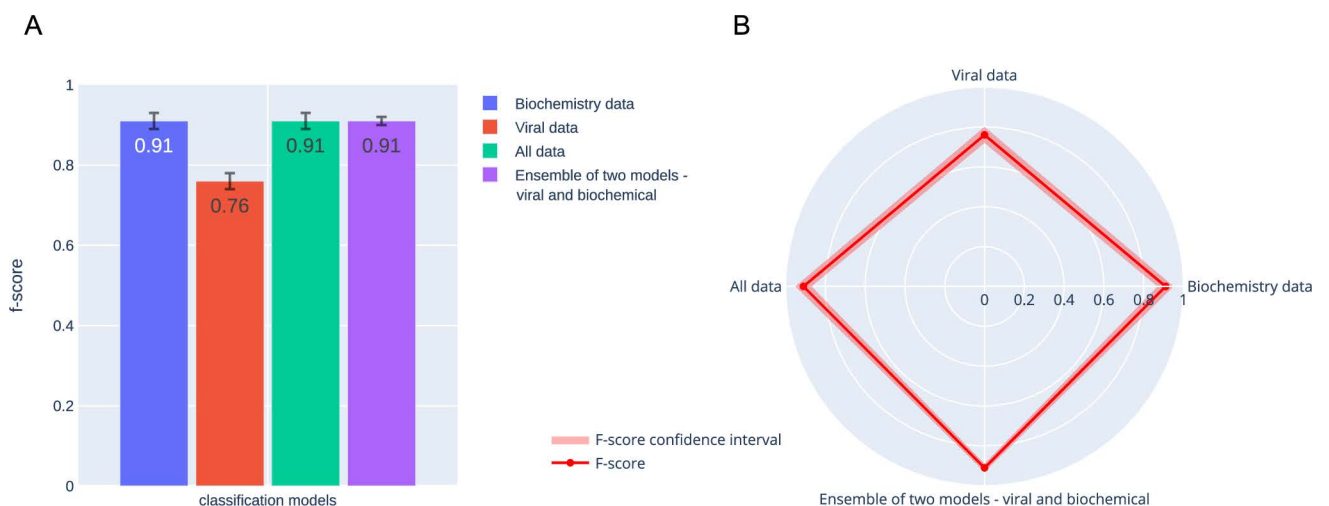 A
B
1
0.8
0.6
0.4
0.2
0
f-score
0.91
0.76
0.91
0.91
classification models
Biochemistry data
Viral data
All data
Ensemble of two models -
viral and biochemical
Viral data
All data
0 0.2 0.4 0.6 0.8 1
Biochemistry data
Ensemble of two models - viral and biochemical
F-score confidence interval
F-score